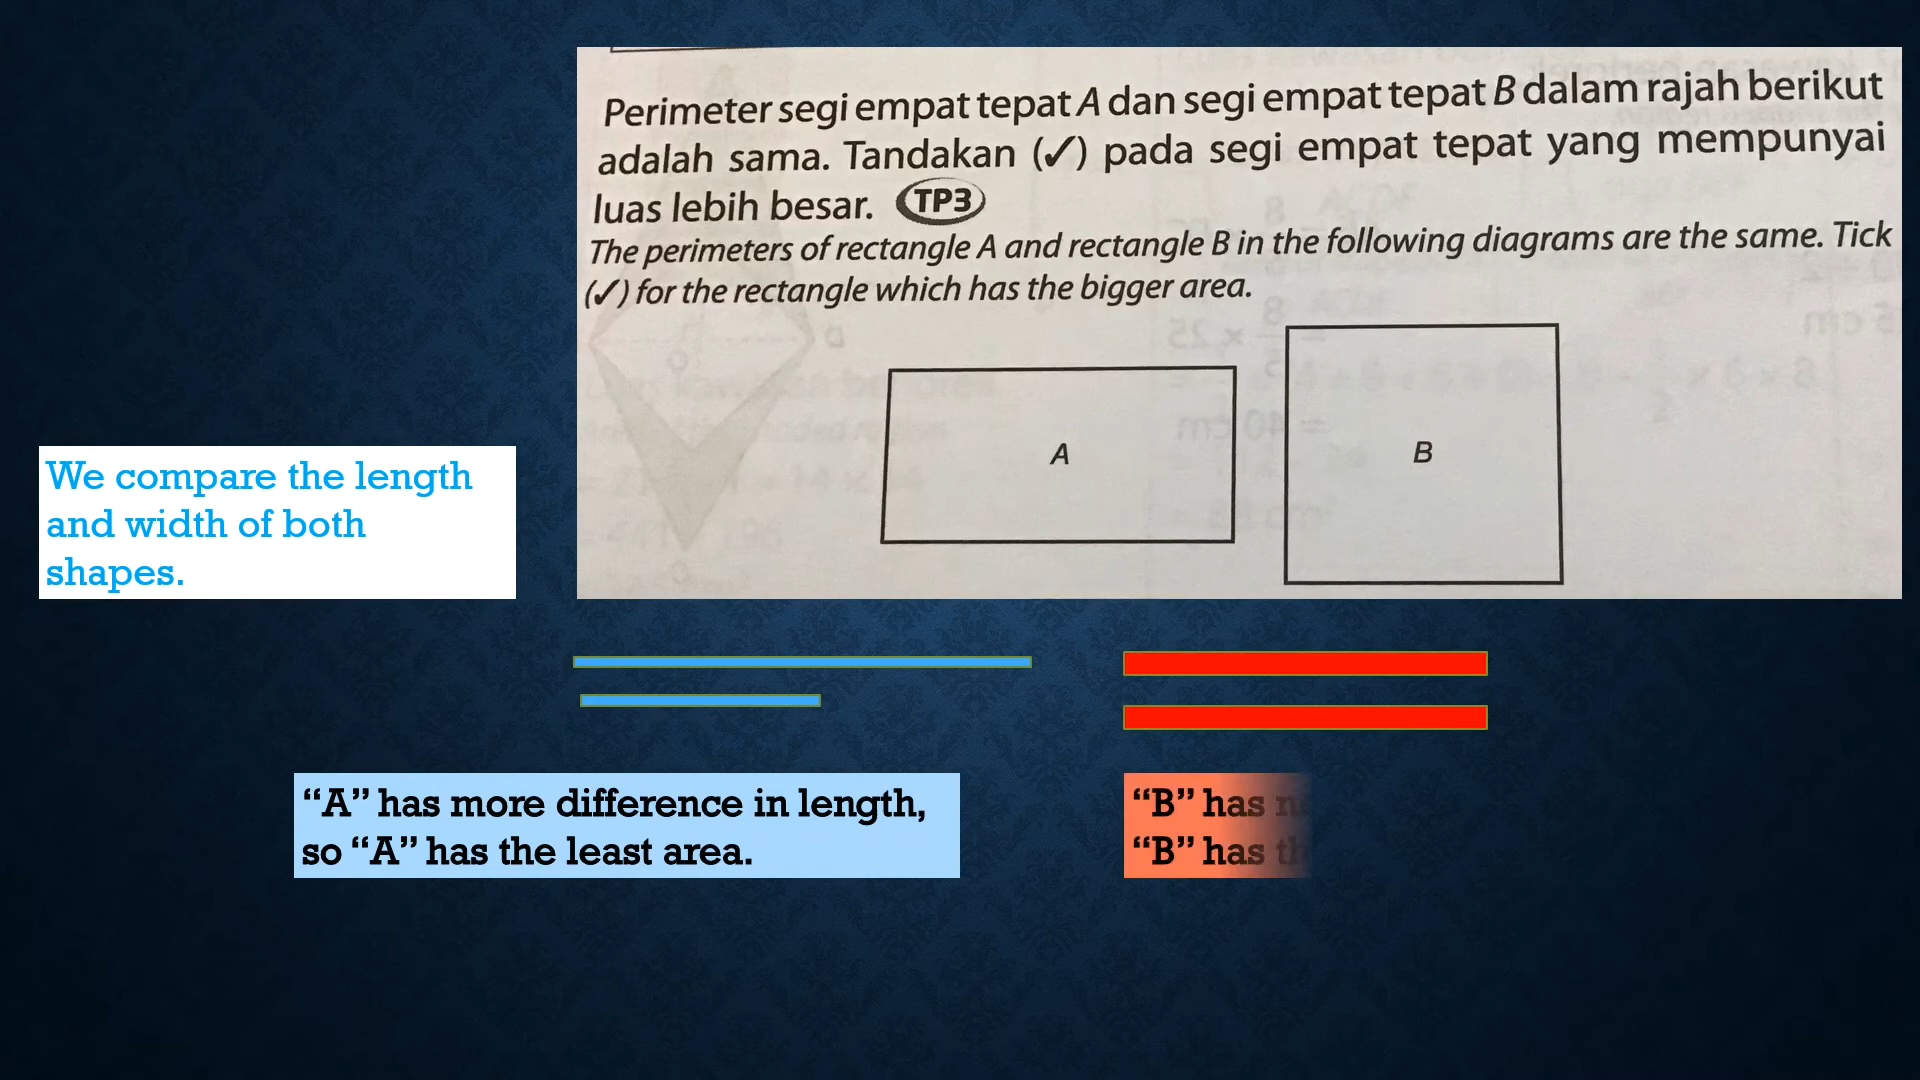 Perimeter segi empat tepat A dan segi empat tepat B dalam rajah berikut
adalah sama. Tandakan (✓) pada segi empat tepat yang mempunyai
luas lebih besar. TP3
The perimeters of rectangle A and rectangle B in the following diagrams are the same. Tick
(✓) for the rectangle which has the bigger area.
A
B
We compare the length
and width of both
shapes.
“A” has more difference in length,
so “A” has the least area.
“B” has
“B” has